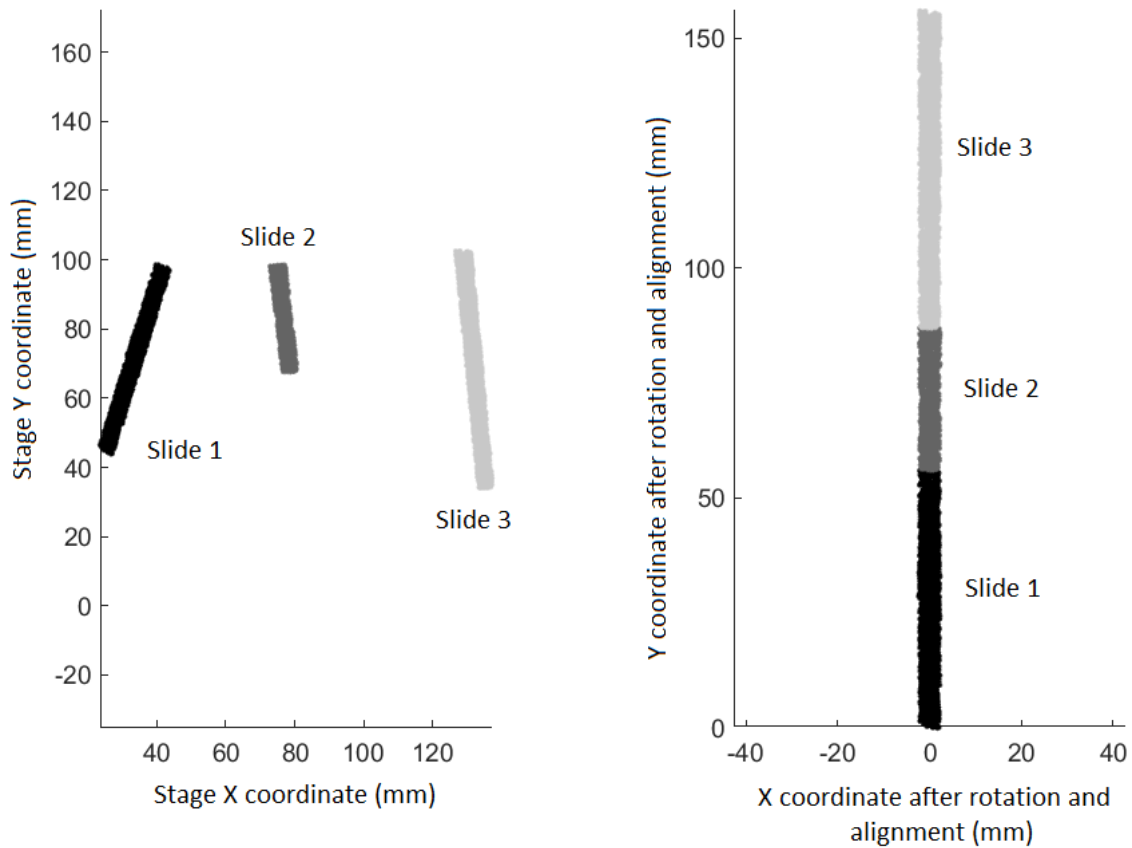 160
140
120
100
80
60
40
20
0
-20
40
60
80
100
120
Stage Y coordinate (mm)
Stage X coordinate (mm)
Slide 2
Slide 1
Slide 3
150
100
50
0
-40
-20
0
20
40
Y coordinate after rotation and alignment (mm)
Slide 3
Slide 2
Slide 1
X coordinate after rotation and
alignment (mm)